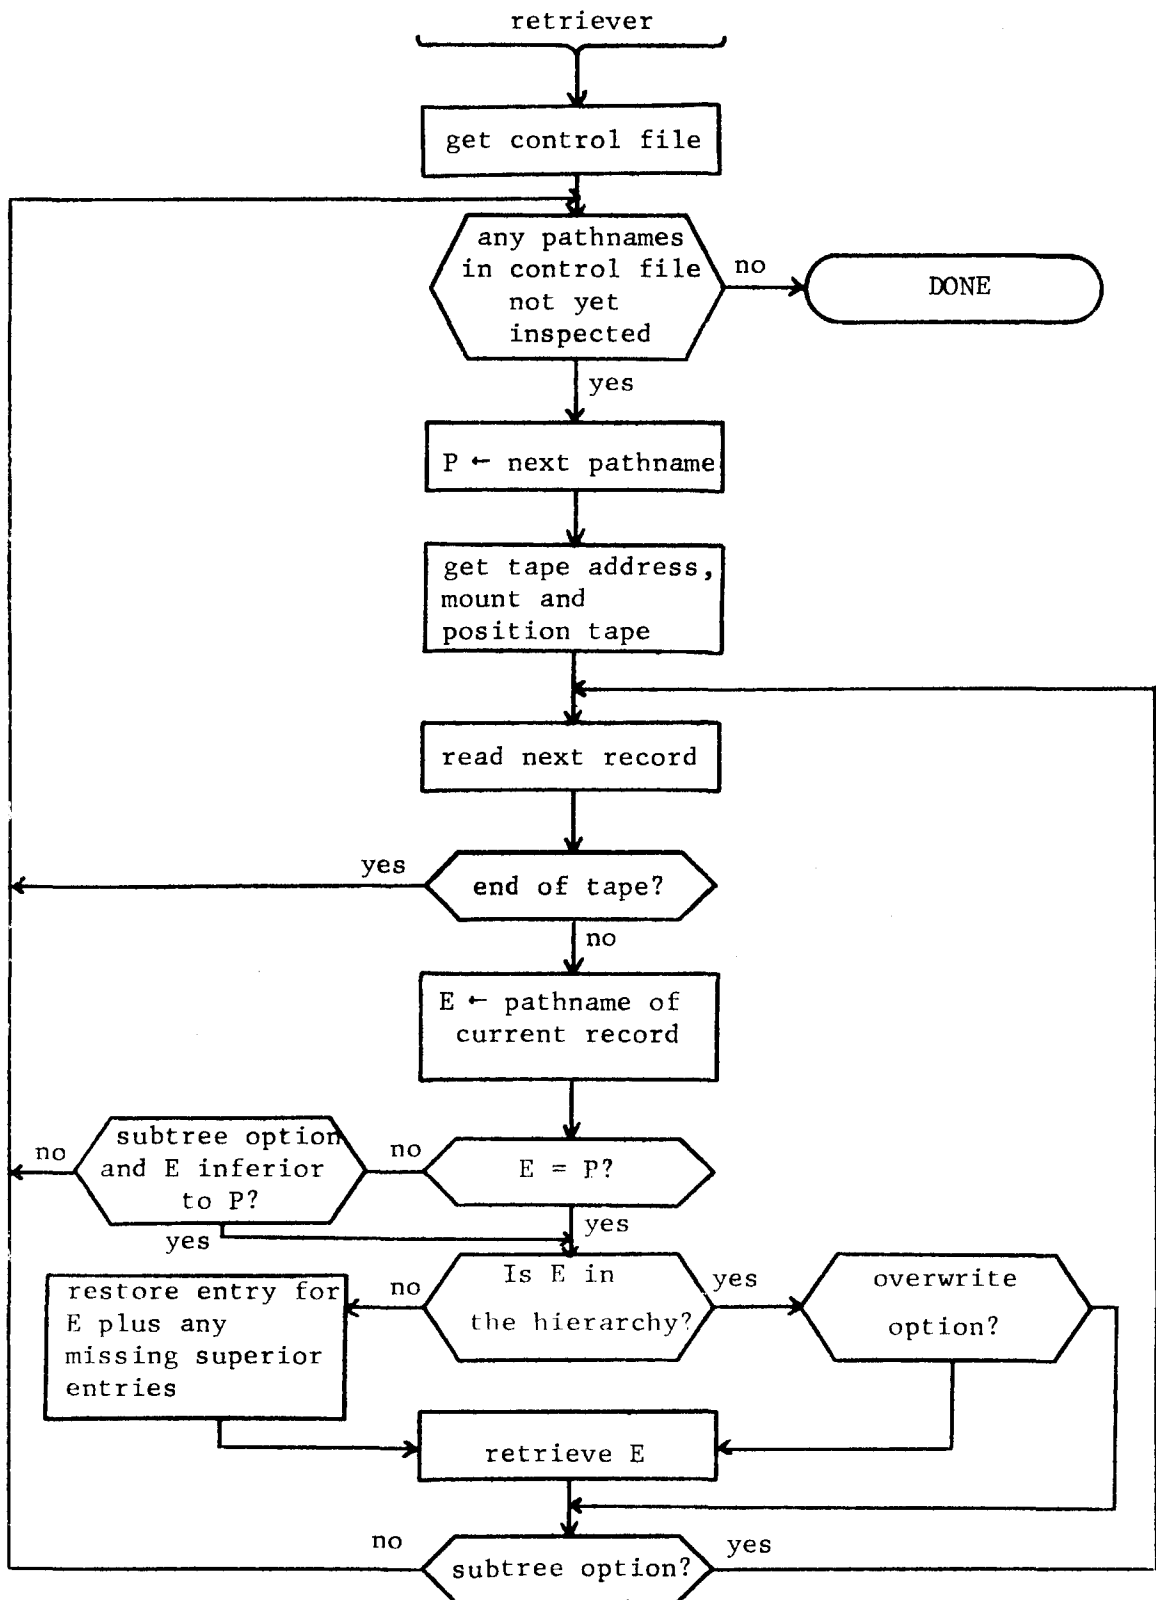 retriever
get control file
any pathnames
in control file
not yet
inspected
no
DONE
yes
P ← next pathname
get tape address,
mount and
position tape
read next record
yes
end of tape?
no
E ← pathname of
current record
no
subtree option
and E inferior
to P?
no
E = P?
yes
yes
Is E in
the hierarchy?
no
yes
overwrite
option?
restore entry for
E plus any
missing superior
entries
retrieve E
no
subtree option?
yes